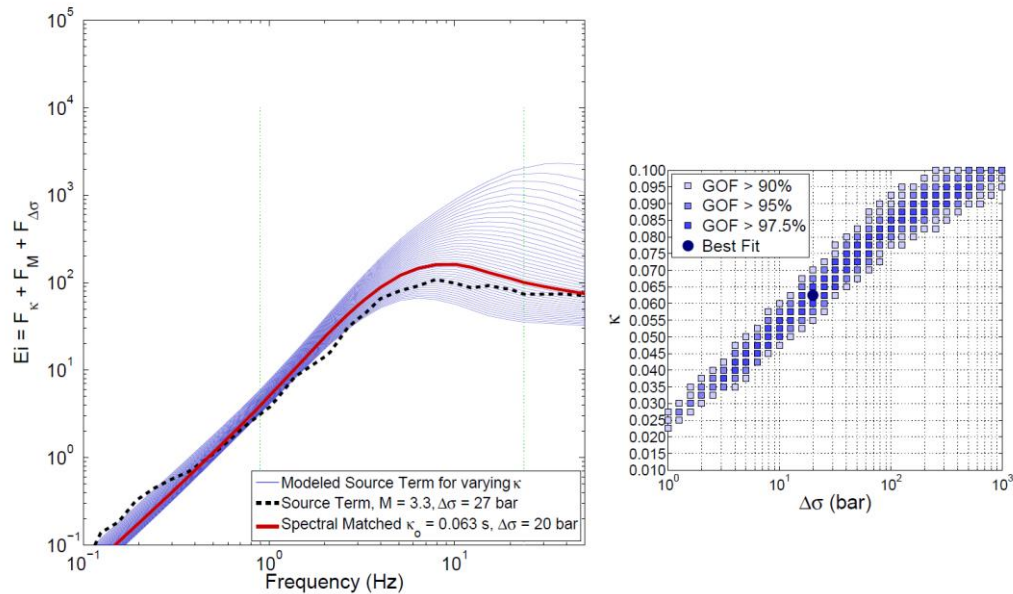 10^5
10^4
10^3
10^2
10^1
10^0
10^-1
Ei = F_κ + F_M + F_Δσ
Modeled Source Term for varying κ
Source Term, M = 3.3, Δσ = 27 bar
Spectral Matched κ_o = 0.063 s, Δσ = 20 bar
10^-1 10^0 10^1
Frequency (Hz)
0.100
0.095
0.090
0.085
0.080
0.075
0.070
0.065
0.060
0.055
0.050
0.045
0.040
0.035
0.030
0.025
0.020
0.015
0.010
κ
GOF > 90%
GOF > 95%
GOF > 97.5%
Best Fit
10^0 10^1 10^2 10^3
Δσ (bar)